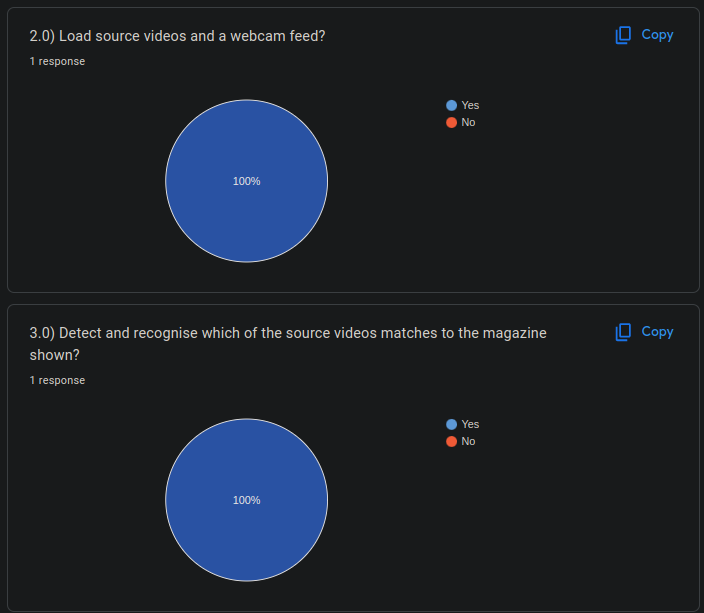 2.0) Load source videos and a webcam feed?
Copy
1 response
Yes
No
100%
3.0) Detect and recognise which of the source videos matches to the magazine
shown?
Copy
1 response
Yes
No
100%